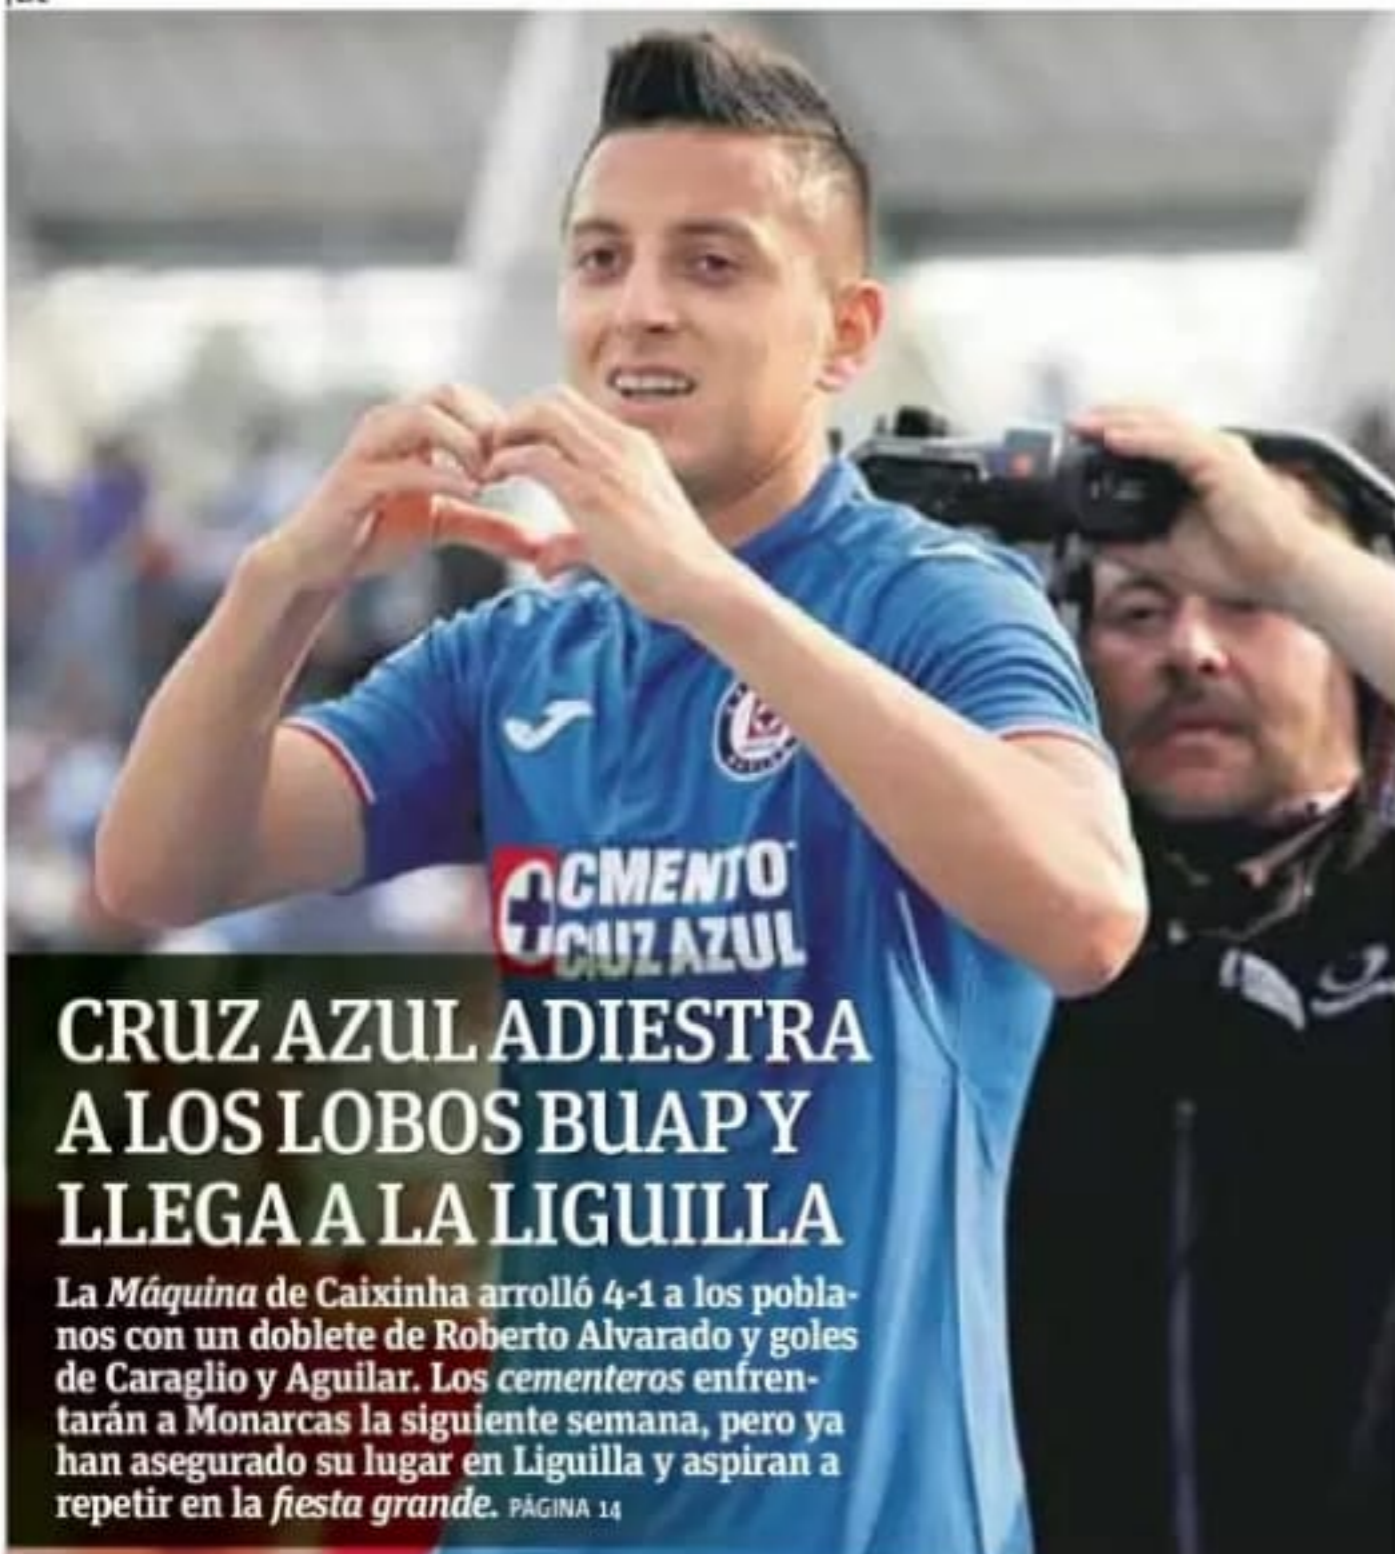 CMENTO
CRUZ AZUL
CRUZ AZUL ADIESTRA
A LOS LOBOS BUAP Y
LLEGA A LA LIGUILLA
La Máquina de Caixinha arrolló 4-1 a los pobla-
nos con un doblete de Roberto Alvarado y goles
de Caraglio y Aguilar. Los cementeros enfren-
tarán a Monarcas la siguiente semana, pero ya
han asegurado su lugar en Liguilla y aspiran a
repetir en la fiesta grande. PÁGINA 14